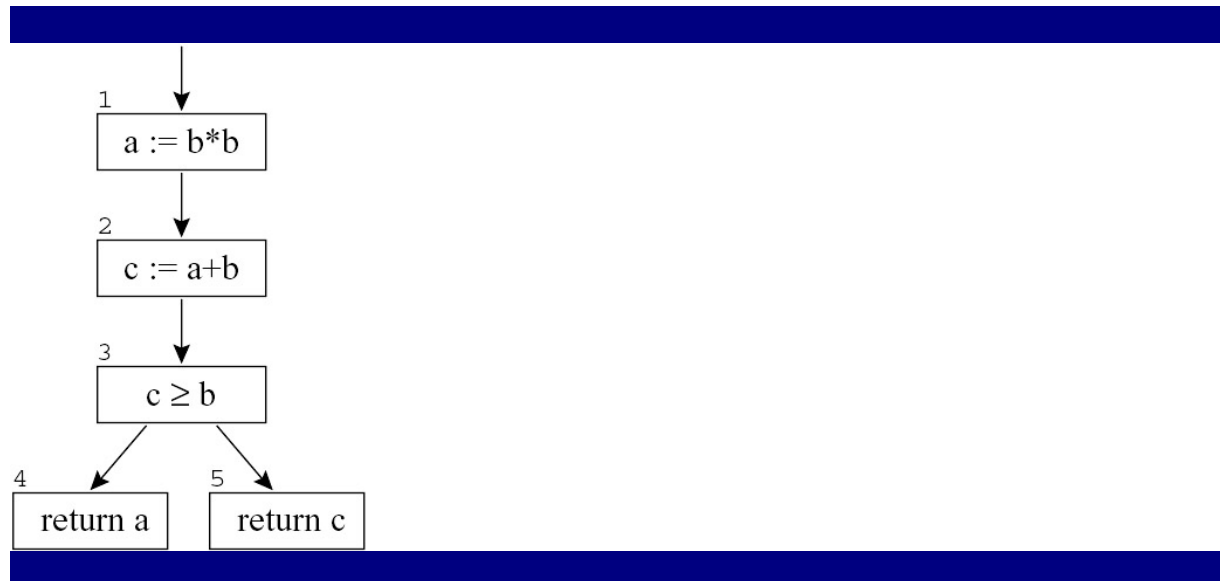 1
a := b*b
2
c := a+b
3
c ≥ b
4
return a
5
return c